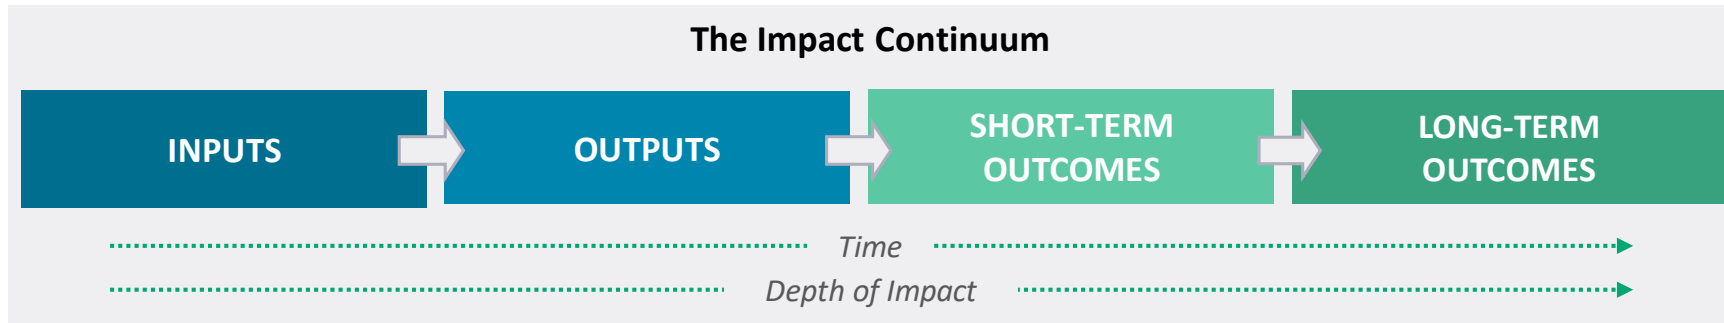 The Impact Continuum
INPUTS
OUTPUTS
SHORT-TERM
OUTCOMES
LONG-TERM
OUTCOMES
Time
Depth of Impact